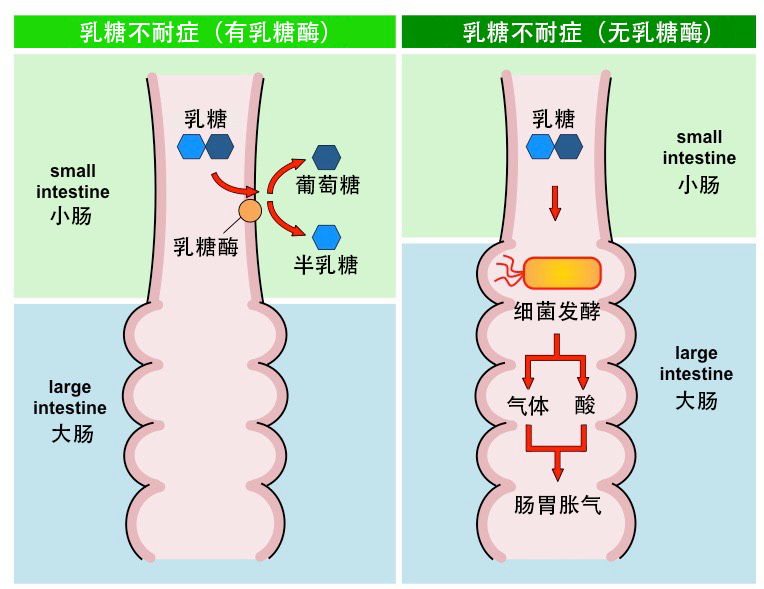 乳糖不耐症（有乳糖酶）
small
intestine
小肠
乳糖
葡萄糖
乳糖酶
半乳糖
large
intestine
大肠
乳糖不耐症（无乳糖酶）
乳糖
small
intestine
小肠
细菌发酵
气体
酸
肠胃胀气
large
intestine
大肠